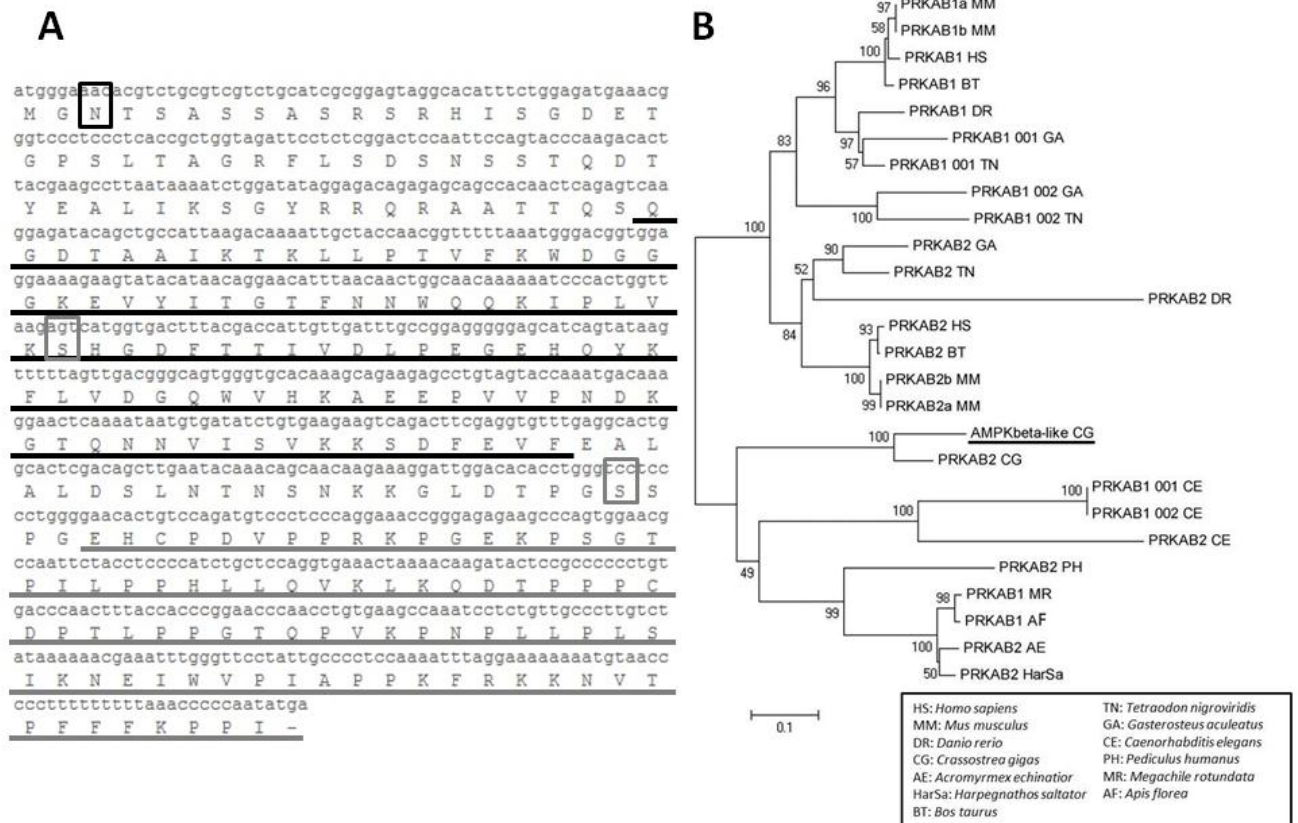 A
atgggaaacacgtctgcgtcgtctgcatcgcggagtaggcacatttctggagatgaaacg
M G N T S A S S A S R S R H I S G D E T
ggtccctccctcaccgctggtagattcctctcggactccaattccagtacccaagacact
G P S L T A G R F L S D S N S S T Q D T
tacgaagccttaataaaatctggatataggagacagagagcagccacaactcagagtcaa
Y E A L I K S G Y R R Q R A A T T Q S Q
ggagatacagctgccattaagacaaaattgctaccaacggtttttaaatgggacggtgga
G D T A A I K T K L L P T V F K W D G G
ggaaaagaagtatacataacaggaacatttaacaactggcaacaaaaaatcccactggtt
G K E V Y I T G T F N N W Q Q K I P L V
aagagtcatggtgactttacgaccattgttgatttgccggagggggagcatcagtataag
K S H G D F T T I V D L P E G E H Q Y K
tttttagttgacgggcagtgggtgcacaaagcagaagagcctgtagtaccaaatgacaaa
F L V D G Q W V H K A E E P V V P N D K
ggaactcaaaataatgtgatatctgtgaagaagtcagacttcgaggtgtttgaggcactg
G T Q N N V I S V K K S D F E V F E A L
gcactcgacagcttgaatacaaacagcaacaagaaaggattggacacacctgggtcctcc
A L D S L N T N S N K K G L D T P G S S
cctggggaacactgtccagatgtccctcccaggaaaccgggagagaagcccagtggaacg
P G E H C P D V P P R K P G E K P S G T
ccaattctacctccccatctgctccaggtgaaactaaaacaagatactccgcccccctgt
P I L P P H L L Q V K L K Q D T P P P C
gacccaactttaccacccggaacccaacctgtgaagccaaatcctctgttgcccttgtct
D P T L P P G T Q P V K P N P L L P L S
ataaaaaacgaaatttgggttcctattgcccctccaaaatttaggaaaaaaaatgtaacc
I K N E I W V P I A P P K F R K K N V T
cccttttttttaaacccccaatatga
P F F F K P P I -
B
97
PRKAB1a MM
58
PRKAB1b MM
100
PRKAB1 HS
PRKAB1 BT
96
PRKAB1 DR
97
PRKAB1 001 GA
57
PRKAB1 001 TN
83
PRKAB1 002 GA
100
PRKAB1 002 TN
100
90
PRKAB2 GA
52
PRKAB2 TN
PRKAB2 DR
84
93
PRKAB2 HS
PRKAB2 BT
100
PRKAB2b MM
99
PRKAB2a MM
100
AMPKbeta-like CG
PRKAB2 CG
100
PRKAB1 001 CE
100
PRKAB1 002 CE
PRKAB2 CE
49
PRKAB2 PH
99
98
PRKAB1 MR
PRKAB1 AF
100
PRKAB2 AE
50
PRKAB2 HarSa
0.1
HS: Homo sapiens
MM: Mus musculus
DR: Danio rerio
CG: Crassostrea gigas
AE: Acromyrmex echinatior
HarSa: Harpegnathos saltator
BT: Bos taurus
TN: Tetraodon nigroviridis
GA: Gasterosteus aculeatus
CE: Caenorhabditis elegans
PH: Pediculus humanus
MR: Megachile rotundata
AF: Apis florea